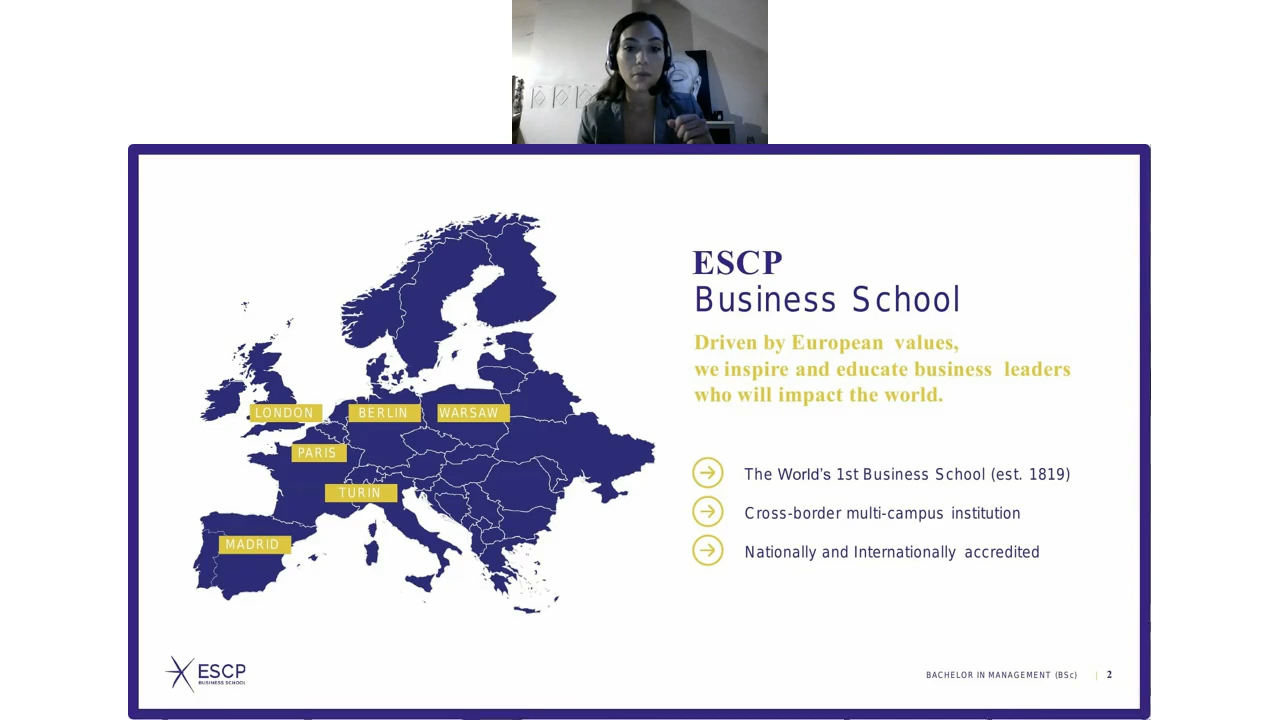 ESCP
Business School
Driven by European values,
we inspire and educate business leaders
who will impact the world.
LONDON
BERLIN
WARSAW
PARIS
TURIN
MADRID
The World's 1st Business School (est. 1819)
Cross-border multi-campus institution
Nationally and Internationally accredited
ESCP
BUSINESS SCHOOL
BACHELOR IN MANAGEMENT (BSc) | 2